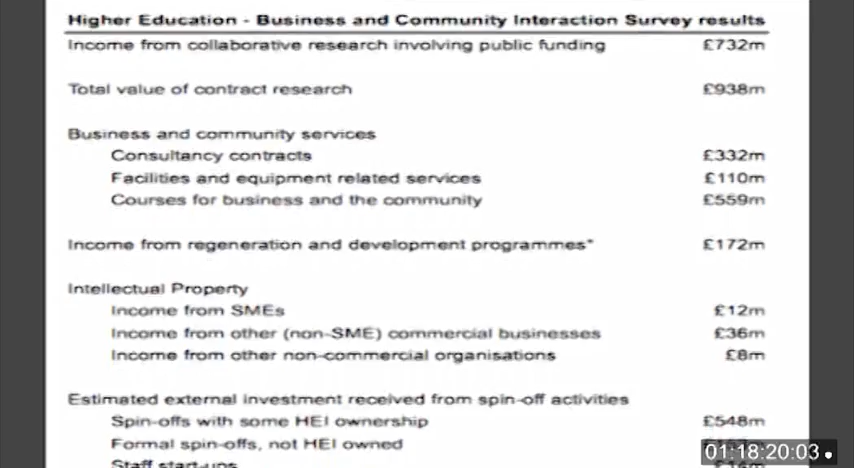 Higher Education - Business and Community Interaction Survey results
Income from collaborative research involving public funding £732m
Total value of contract research £938m
Business and community services
Consultancy contracts £332m
Facilities and equipment related services £110m
Courses for business and the community £559m
Income from regeneration and development programmes* £172m
Intellectual Property
Income from SMEs £12m
Income from other (non-SME) commercial businesses £36m
Income from other non-commercial organisations £8m
Estimated external investment received from spin-off activities
Spin-offs with some HEI ownership £548m
Formal spin-offs, not HEI owned
Staff start-ups
01:18:20:03